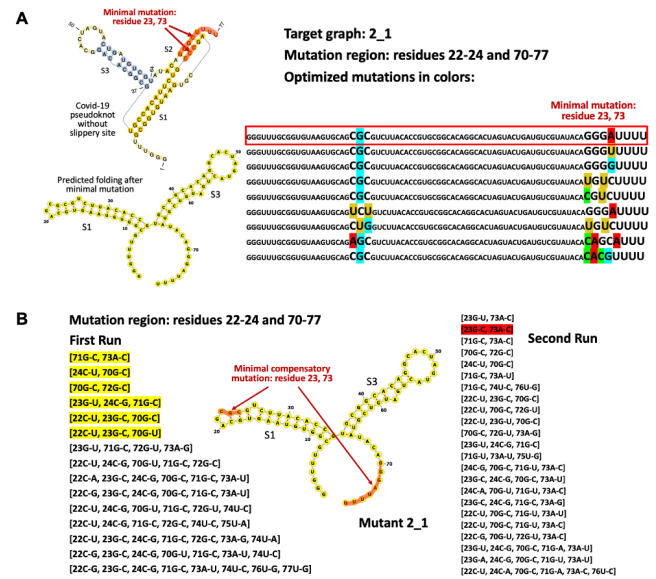 A
Minimal mutation:
residue 23, 73
S2
S3
S1
Covid-19
pseudoknot
without
slippery site
Predicted folding after
minimal mutation
S3
S1
Target graph: 2_1
Mutation region: residues 22-24 and 70-77
Optimized mutations in colors:
Minimal mutation:
residue 23, 73
GGGUUUGCGGUGUAAGUGCAGCGCGUCUUACACCGUGCGGCACAGGCACUAGUACUGAUGUCGUAUACAGGGAUUUU
GGGUUUGCGGUGUAAGUGCAGCGCGUCUUACACCGUGCGGCACAGGCACUAGUACUGAUGUCGUAUACAGGGUUUUU
GGGUUUGCGGUGUAAGUGCAGCGCGUCUUACACCGUGCGGCACAGGCACUAGUACUGAUGUCGUAUACAGGGGUUUU
GGGUUUGCGGUGUAAGUGCAGCGCGUCUUACACCGUGCGGCACAGGCACUAGUACUGAUGUCGUAUACAUGUCUUUU
GGGUUUGCGGUGUAAGUGCAGCGCGUCUUACACCGUGCGGCACAGGCACUAGUACUGAUGUCGUAUACACGUCUUUU
GGGUUUGCGGUGUAAGUGCAGUCUGUCUUACACCGUGCGGCACAGGCACUAGUACUGAUGUCGUAUACAGGGAUUUU
GGGUUUGCGGUGUAAGUGCAGCUGGUCUUACACCGUGCGGCACAGGCACUAGUACUGAUGUCGUAUACAUGUCUUUU
GGGUUUGCGGUGUAAGUGCAGAGCGUCUUACACCGUGCGGCACAGGCACUAGUACUGAUGUCGUAUACACAGCAUUU
GGGUUUGCGGUGUAAGUGCAGCGCGUCUUACACCGUGCGGCACAGGCACUAGUACUGAUGUCGUAUACACACGUUUU
B
Mutation region: residues 22-24 and 70-77
First Run
[71G-C, 73A-C]
[24C-U, 70G-C]
[70G-C, 72G-C]
[23G-U, 24C-G, 71G-C]
[22C-U, 23G-C, 70G-C]
[22C-U, 23G-C, 70G-U]
[23G-U, 71G-C, 72G-U, 73A-G]
[22C-U, 24C-G, 70G-U, 71G-C, 72G-C]
[22C-A, 23G-C, 24C-G, 70G-C, 71G-C, 73A-U]
[22C-G, 23G-C, 24C-G, 70G-C, 71G-C, 73A-U]
[22C-U, 24C-G, 70G-U, 71G-C, 72G-U, 74U-C]
[22C-U, 24C-G, 71G-C, 72G-C, 74U-C, 75U-A]
[22C-U, 23G-C, 24C-G, 72G-C, 73A-G, 74U-A]
[22C-G, 23G-C, 24C-G, 70G-U, 71G-C, 73A-U, 74U-C]
[22C-G, 23G-C, 24C-G, 71G-C, 73A-U, 74U-C, 76U-G, 77U-G]
Minimal compensatory
mutation: residue 23, 73
S3
S1
Mutant 2_1
Second Run
[23G-U, 73A-C]
[23G-C, 73A-C]
[71G-C, 73A-C]
[70G-C, 72G-C]
[24C-U, 70G-C]
[71G-C, 73A-U]
[71G-C, 74U-C, 76U-G]
[22C-U, 23G-C, 70G-C]
[22C-U, 70G-C, 72G-U]
[22C-U, 23G-U, 70G-C]
[70G-C, 72G-U, 73A-G]
[23G-U, 24C-G, 71G-C]
[71G-U, 73A-U, 75U-G]
[24C-G, 70G-C, 71G-U, 73A-C]
[23G-C, 24C-G, 70G-C, 73A-U]
[24C-A, 70G-U, 71G-U, 73A-C]
[23G-C, 24C-G, 71G-C, 73A-G]
[22C-U, 70G-C, 71G-U, 73A-U]
[22C-U, 70G-C, 71G-U, 73A-C]
[22C-G, 70G-U, 72G-U, 73A-C]
[23G-U, 24C-G, 70G-C, 71G-A, 73A-U]
[23G-A, 24C-G, 70G-C, 71G-U, 73A-C]
[22C-U, 24C-A, 70G-C, 71G-A, 73A-C, 76U-C]